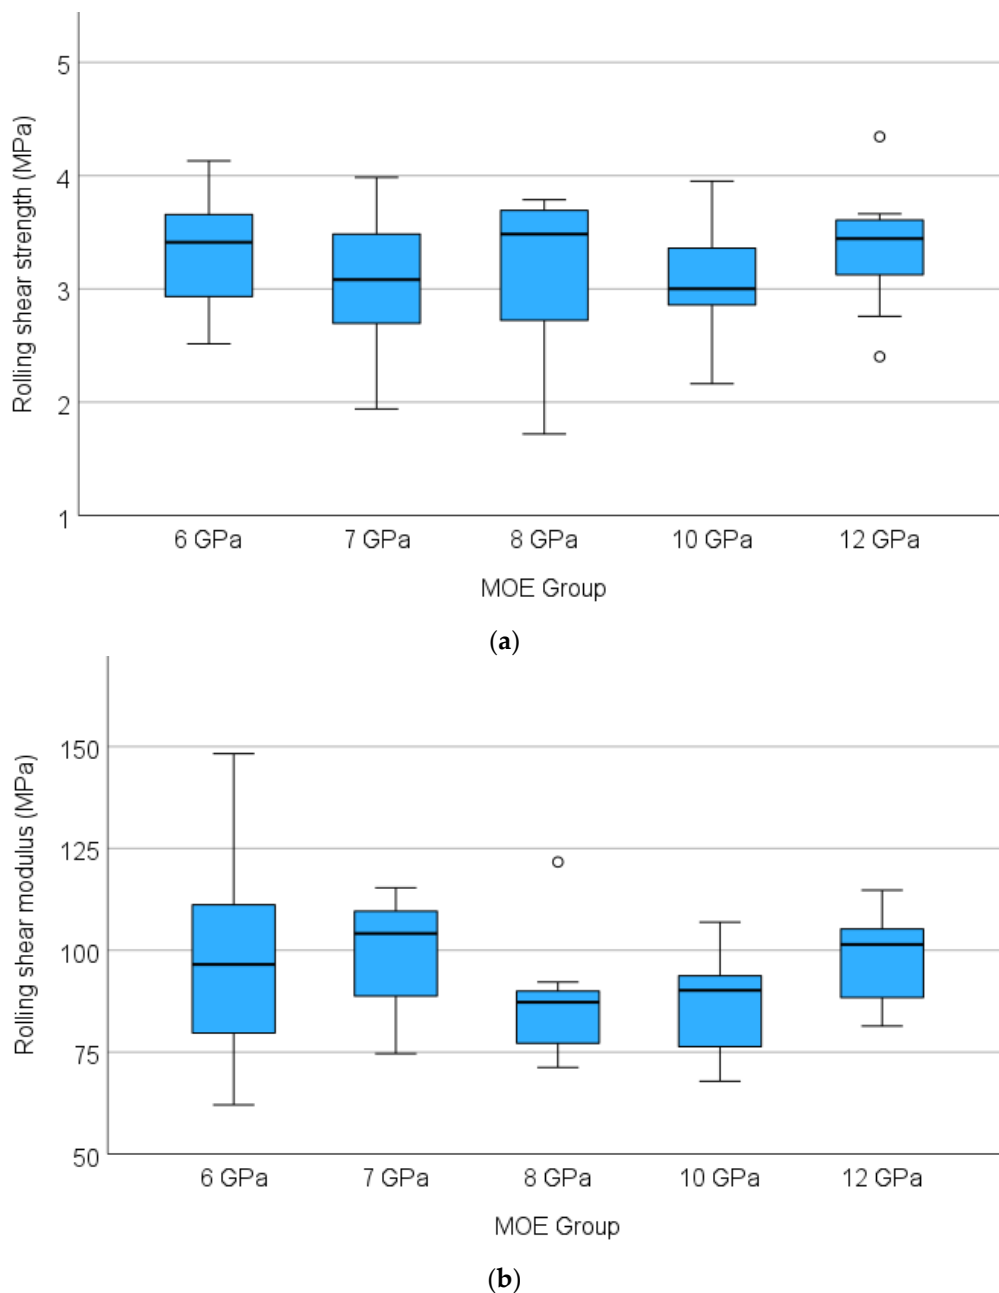 Rolling shear strength (MPa)
5
4
3
2
1
6 GPa 7 GPa 8 GPa 10 GPa 12 GPa
MOE Group
(a)
Rolling shear modulus (MPa)
150
125
100
75
50
6 GPa 7 GPa 8 GPa 10 GPa 12 GPa
MOE Group
(b)